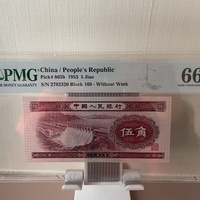 PMG
China / People's Republic
Pick# 865b 1953 5 Jiao
S/N 2782220 Block 169 - Without Wmk
66
中国人民银行
伍角